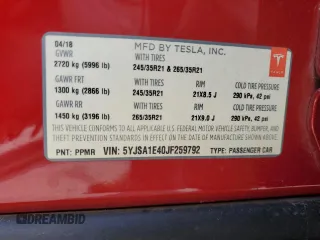 04/18 MFD BY TESLA, INC.
GVWR
2720 kg (5996 lb) WITH TIRES 245/35R21 & 265/35R21
GAWR FRT WITH TIRES RIM COLD TIRE PRESSURE
1300 kg (2866 lb) 245/35R21 21X8.5 J 290 kPa, 42 psi
GAWR RR WITH TIRES RIM COLD TIRE PRESSURE
1450 kg (3196 lb) 265/35R21 21X9.0 J 290 kPa, 42 psi
THIS VEHICLE CONFORMS TO ALL APPLICABLE FEDERAL MOTOR VEHICLE SAFETY, BUMPER AND THEFT PREVENTION STANDARDS IN EFFECT ON THE DATE OF MANUFACTURE SHOWN ABOVE.
PNT: PPMR VIN: 5YJSA1E40JF259792 TYPE: PASSENGER CAR
DREAMBID
TESLA